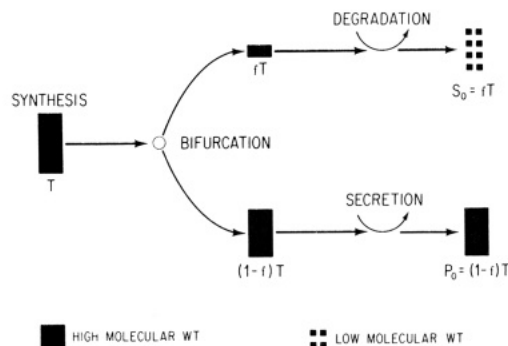 DEGRADATION
fT
S₀ = fT
SYNTHESIS
T
BIFURCATION
SECRETION
(1-f)T
P₀ = (1-f)T
HIGH MOLECULAR WT
LOW MOLECULAR WT